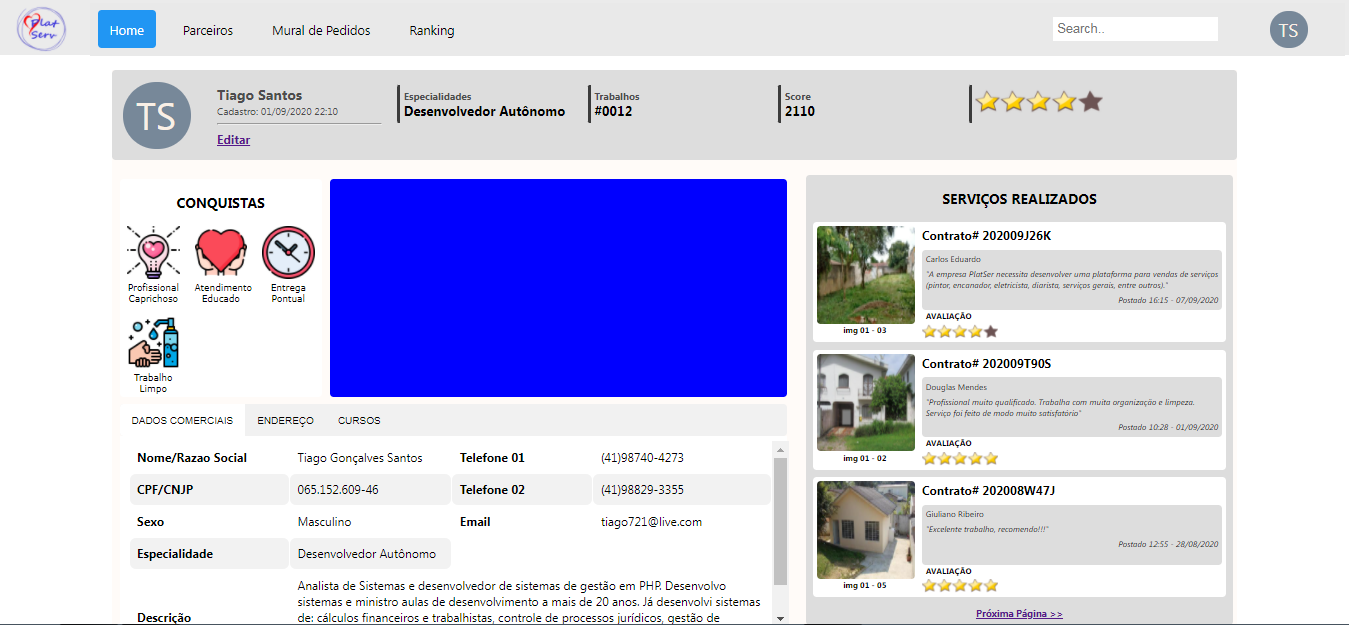 Plat
Serv
Home
Parceiros
Mural de Pedidos
Ranking
Search..
TS
TS
Tiago Santos
Cadastro: 01/09/2020 22:10
Editar
Especialidades
Desenvolvedor Autônomo
Trabalhos
#0012
Score
2110
CONQUISTAS
Profissional
Caprichoso
Atendimento
Educado
Entrega
Pontual
Trabalho
Limpo
DADOS COMERCIAIS
ENDEREÇO
CURSOS
Nome/Razao Social
Tiago Gonçalves Santos
Telefone 01
(41)98740-4273
CPF/CNJP
065.152.609-46
Telefone 02
(41)98829-3355
Sexo
Masculino
Email
tiago721@live.com
Especialidade
Desenvolvedor Autônomo
Descrição
Analista de Sistemas e desenvolvedor de sistemas de gestão em PHP. Desenvolvo
sistemas e ministro aulas de desenvolvimento a mais de 20 anos. Já desenvolvi sistemas
de: cálculos financeiros e trabalhistas, controle de processos jurídicos, gestão de
SERVIÇOS REALIZADOS
Contrato# 202009J26K
Carlos Eduardo
"A empresa PlatSer necessita desenvolver uma plataforma para vendas de serviços
(pintor, encanador, eletricista, diarista, serviços gerais, entre outros)."
Postado 16:15 - 07/09/2020
AVALIAÇÃO
img 01 - 03
Contrato# 202009T90S
Douglas Mendes
"Profissional muito qualificado. Trabalha com muita organização e limpeza.
Serviço foi feito de modo muito satisfatório"
Postado 10:28 - 01/09/2020
AVALIAÇÃO
img 01 - 02
Contrato# 202008W47J
Giuliano Ribeiro
"Excelente trabalho, recomendo!!!"
Postado 12:55 - 28/08/2020
AVALIAÇÃO
img 01 - 05
Próxima Página >>